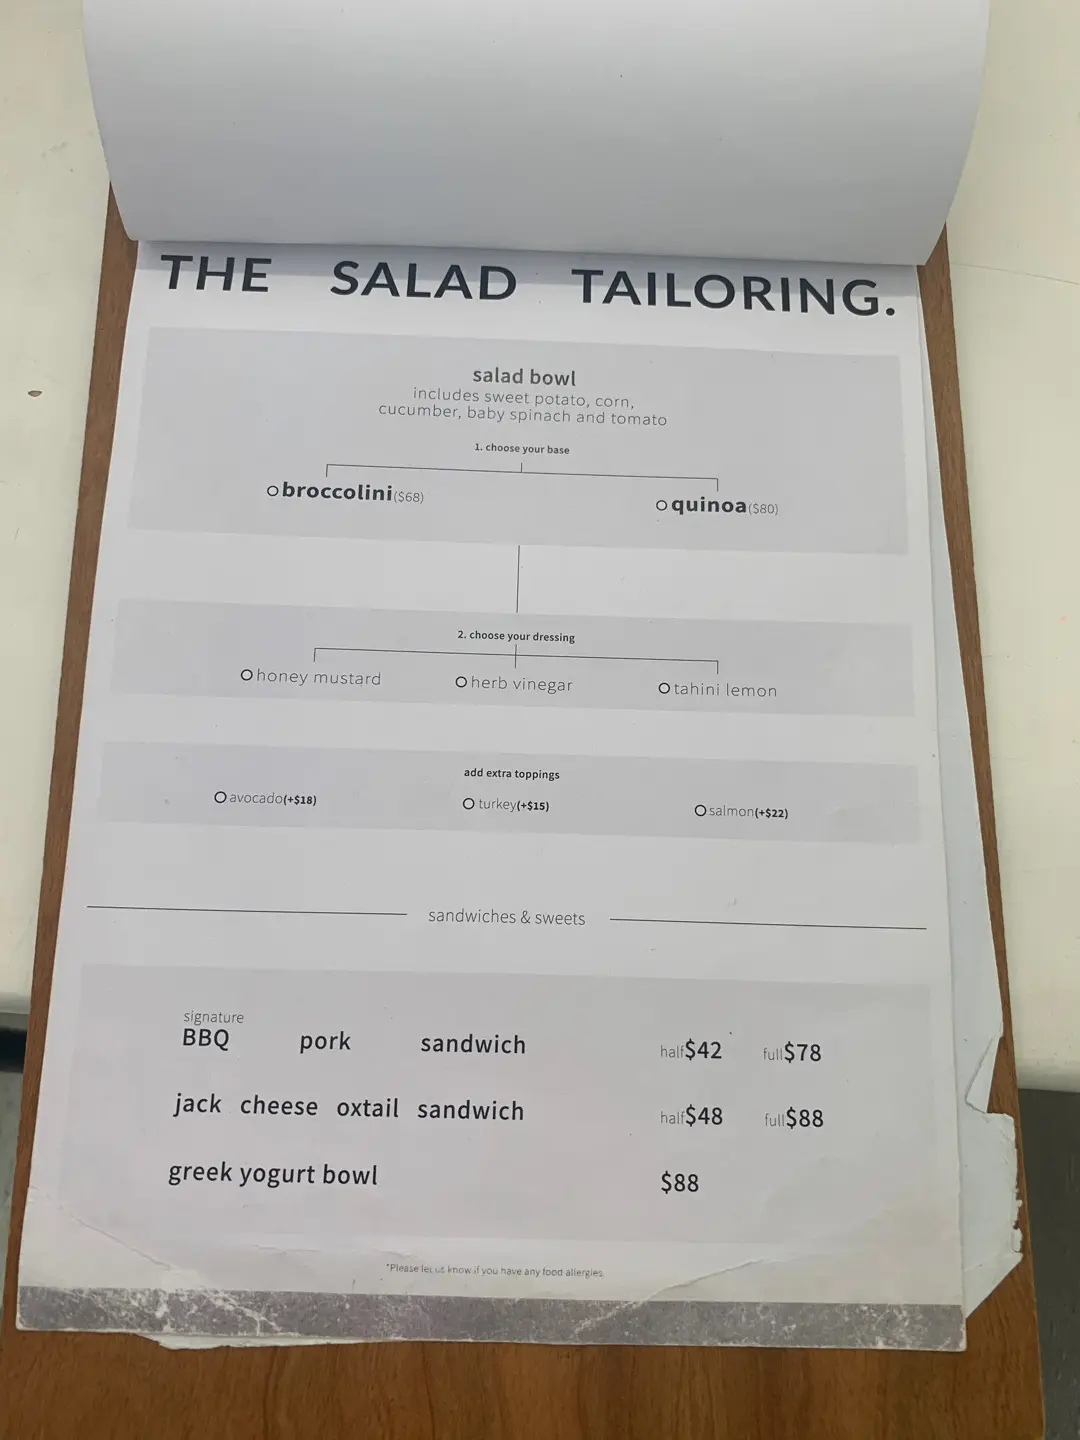 THE SALAD TAILORING.
salad bowl
includes sweet potato, corn,
cucumber, baby spinach and tomato
1. choose your base
broccolini($68) quinoa($80)
2. choose your dressing
honey mustard herb vinegar tahini lemon
add extra toppings
avocado(+$18) turkey(+$15) salmon(+$22)
sandwiches & sweets
signature
BBQ pork sandwich half$42 full$78
jack cheese oxtail sandwich half$48 full$88
greek yogurt bowl $88
*Please let us know if you have any food allergies